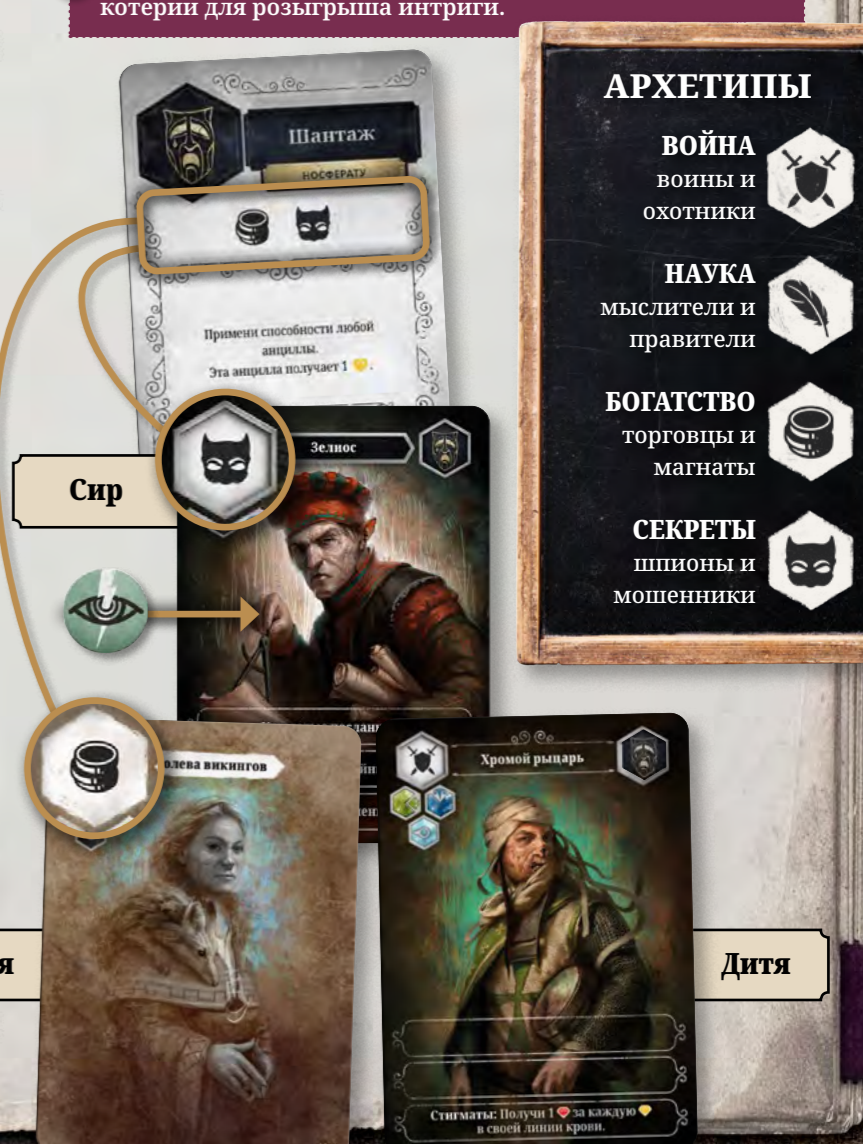 котерии для розыгрыша интриги.
Шантаж
НОСФЕРАТУ
Примени способности любой
анциллы.
Эта анцилла получает 1
АРХЕТИПЫ
ВОЙНА
воины и
охотники
НАУКА
мыслители и
правители
БОГАТСТВО
торговцы и
магнаты
СЕКРЕТЫ
шпионы и
мошенники
Зелиос
Сир
викингов
Хромой рыцарь
Дитя
Стигматы: Получи 1 за каждую
в своей линии крови.